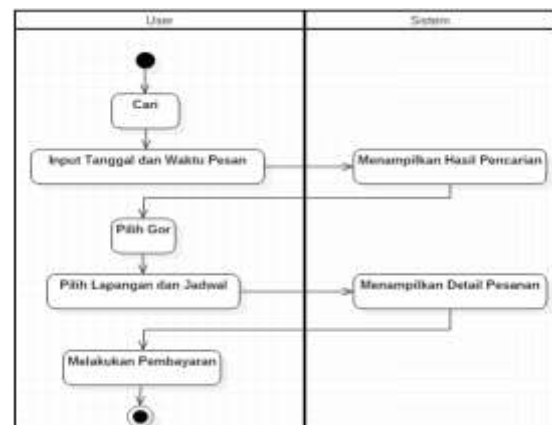 User
Sistem
Cari
Input Tanggal dan Waktu Pesan
Menampilkan Hasil Pencarian
Pilih Gor
Pilih Lapangan dan Jadwal
Menampilkan Detail Pesanan
Melakukan Pembayaran